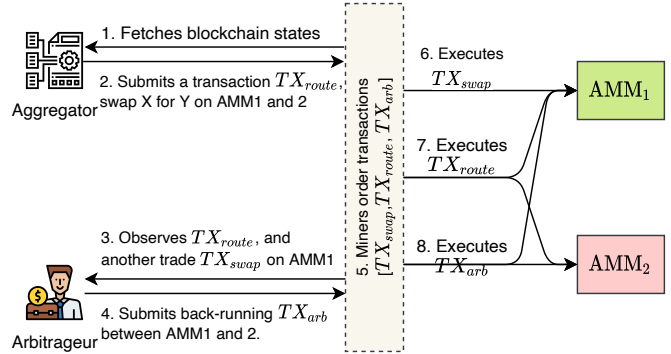 1. Fetches blockchain states
2. Submits a transaction TX_route,
swap X for Y on AMM1 and 2
Aggregator
3. Observes TX_route, and
another trade TX_swap on AMM1
4. Submits back-running TX_arb
between AMM1 and 2.
Arbitrageur
5. Miners order transactions
[TX_swap, TX_route, TX_arb]
6. Executes
TX_swap
7. Executes
TX_route
8. Executes
TX_arb
AMM₁
AMM₂